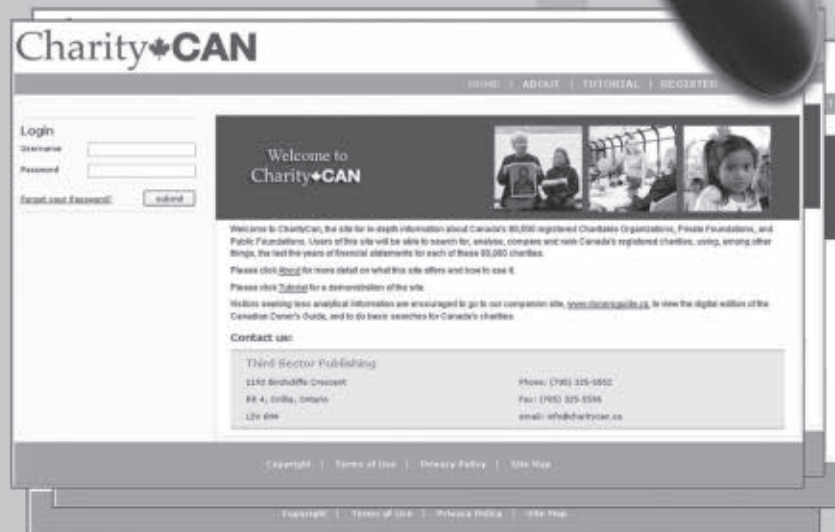 Charity CAN
HOME | ABOUT | TUTORIAL | REGISTER
Login
Username
Password
Forgot your Password?
submit
Welcome to
Charity CAN
Welcome to CharityCan, the site for in-depth information about Canada's 80,000 registered Charitable Organizations, Private Foundations, and
Public Foundations. Users of this site will be able to search for, analyse, compare and rank Canada's registered charities, using, among other
things, the last five years of financial statements for each of these 80,000 charities.
Please click About for more detail on what this site offers and how to use it.
Please click Tutorial for a demonstration of the site.
Visitors seeking less analytical information are encouraged to go to our companion site, www.donorsguide.ca, to view the digital edition of the
Canadian Donor's Guide, and to do basic searches for Canada's charities.
Contact us:
Third Sector Publishing
Crescent
RR 4, Orillia, Ontario
Phone: (705) 325-5552
Fax: (705) 325-5596
email: info@charitycan.ca
Copyright | Terms of Use | Privacy Policy | Site Map
Copyright | Terms of Use | Privacy Policy | Site Map